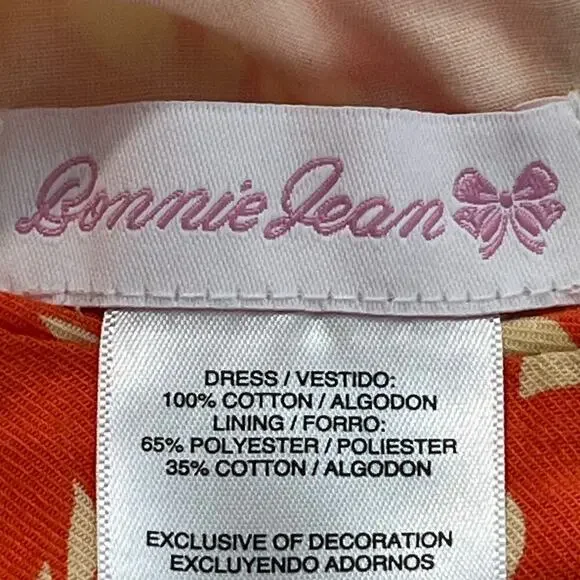 Bonnie Jean
DRESS / VESTIDO:
100% COTTON / ALGODON
LINING / FORRO:
65% POLYESTER / POLIESTER
35% COTTON / ALGODON
EXCLUSIVE OF DECORATION
EXCLUYENDO ADORNOS